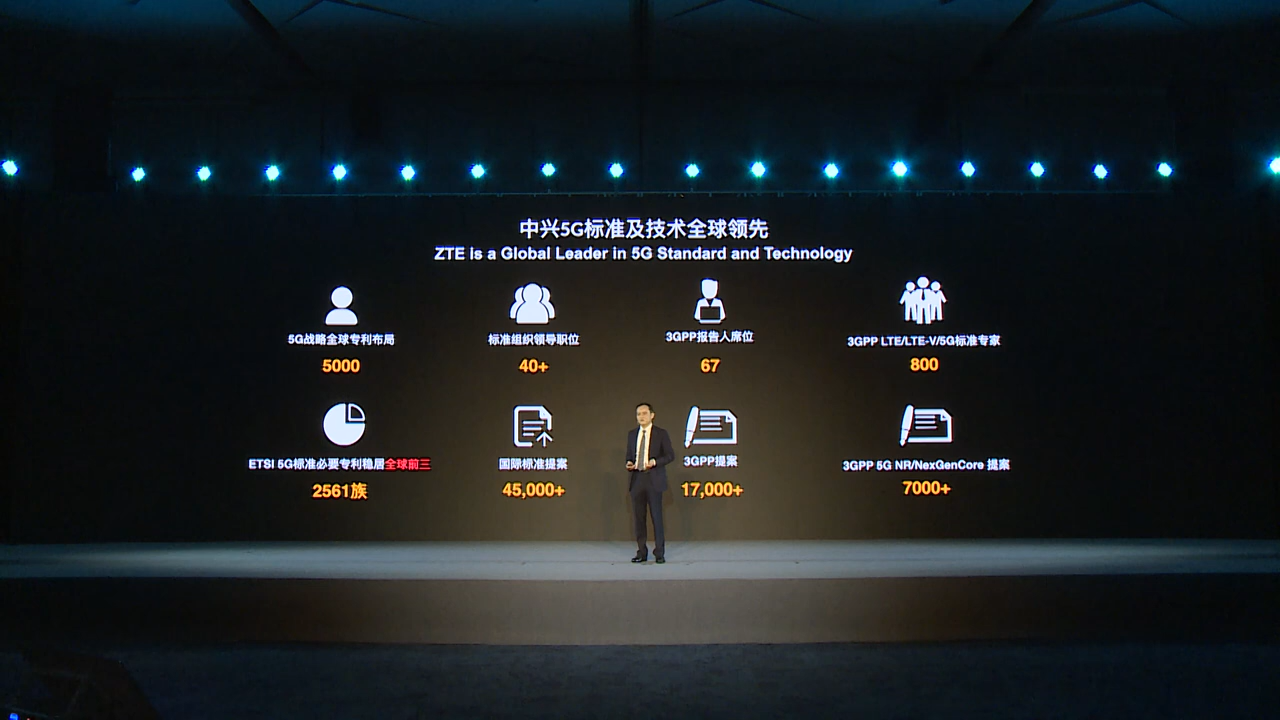 中兴5G标准及技术全球领先
ZTE is a Global Leader in 5G Standard and Technology
5G战略全球专利布局
5000
标准组织领导职位
40+
3GPP报告人席位
67
3GPP LTE/LTE-V/5G标准专家
800
ETSI 5G标准必要专利稳居全球前三
2561族
国际标准提案
45,000+
3GPP提案
17,000+
3GPP 5G NR/NexGenCore 提案
7000+